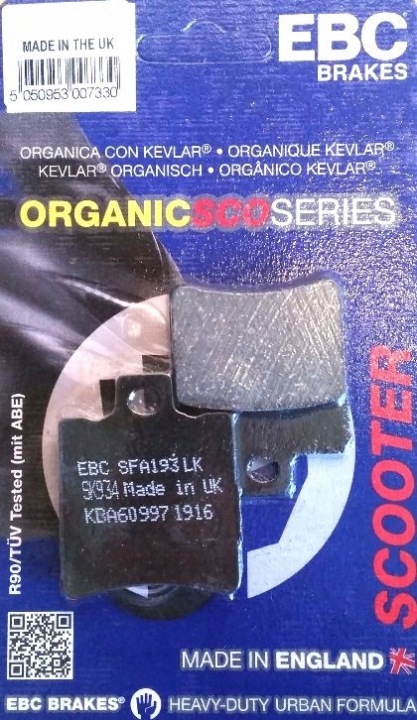 MADE IN THE UK
5 050953 007330
EBC
BRAKES
ORGANICA CON KEVLAR® • ORGANIQUE KEVLAR®
KEVLAR® ORGANISCH • ORGÂNICO KEVLAR®
ORGANICSCOSERIES
EBC SFA193LK
SK934 Made in UK
KBA60997 1916
SCOOTER
R90/TÜV Tested (mit ABE)
MADE IN ENGLAND
EBC BRAKES® HEAVY-DUTY URBAN FORMULA